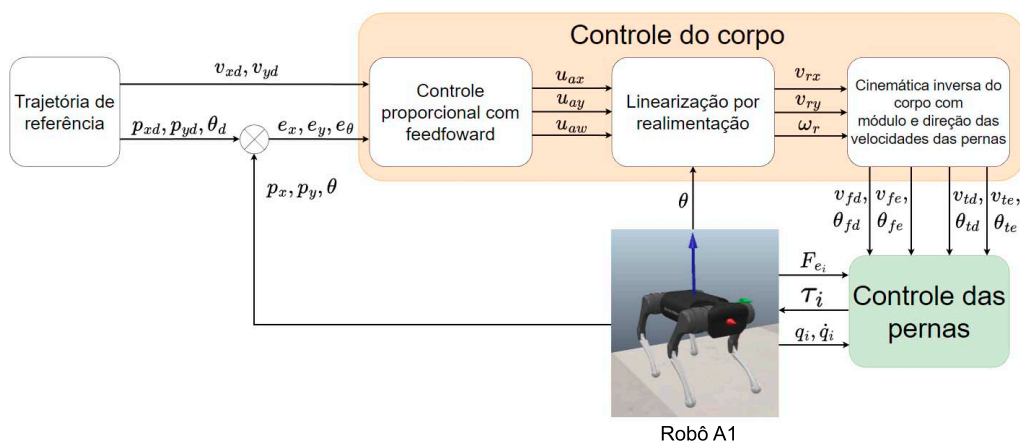 Controle do corpo
Trajetória de
referência
v_{xd}, v_{yd}
p_{xd}, p_{yd}, θ_d
e_x, e_y, e_θ
p_x, p_y, θ
Controle
proporcional com
feedfoward
u_{ax}
u_{ay}
u_{aw}
Linearização por
realimentação
v_{rx}
v_{ry}
ω_r
Cinemática inversa do
corpo com
módulo e direção das
velocidades das pernas
θ
v_{fd},
θ_{fd}
v_{fe},
θ_{fe}
v_{td},
θ_{td}
v_{te},
θ_{te}
F_{e_i}
τ_i
q_i, q̇_i
Controle das
pernas
Robô A1